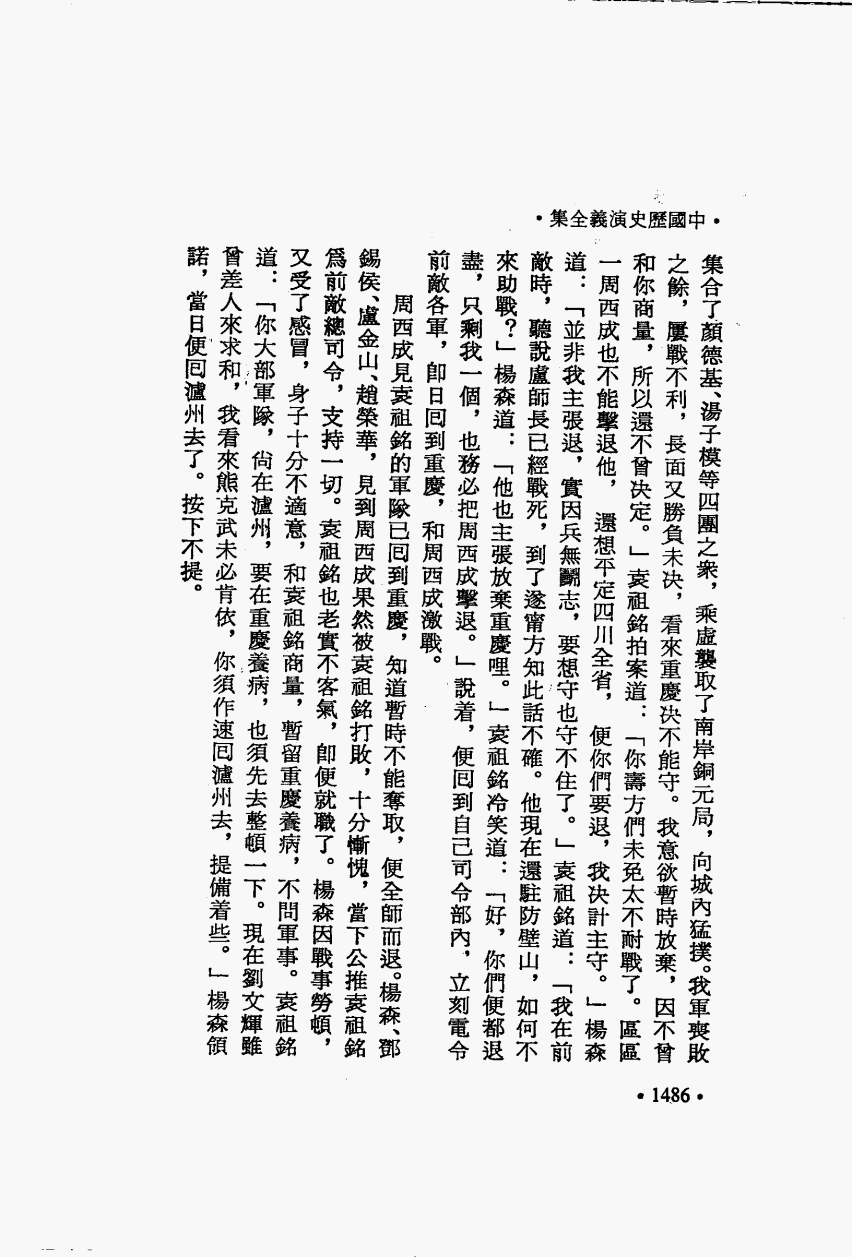 ·中國歷史演義全集·
集合了顏德基、湯子模等四團之衆，乘虛襲取了南岸銅元局，向城內猛撲。我軍喪敗
之餘，屢戰不利，長面又勝負未決，看來重慶決不能守。我意欲暫時放棄，因不曾
和你商量，所以還不曾決定。」袁祖銘拍案道：「你壽方們未免太不耐戰了。區區
一周西成也不能擊退他，還想平定四川全省，便你們要退，我決計主守。」楊森
道：「並非我主張退，實因兵無鬭志，要想守也守不住了。」袁祖銘道：「我在前
敵時，聽說盧師長已經戰死，到了遂甯方知此話不確。他現在還駐防壁山，如何不
來助戰？」楊森道：「他也主張放棄重慶哩。」袁祖銘冷笑道：「好，你們便都退
盡，只剩我一個，也務必把周西成擊退。」說着，便回到自己司令部內，立刻電令
前敵各軍，卽日回到重慶，和周西成激戰。
周西成見袁祖銘的軍隊已回到重慶，知道暫時不能奪取，便全師而退。楊森、鄧
錫侯、盧金山、趙榮華，見到周西成果然被袁祖銘打敗，十分慚愧，當下公推袁祖銘
爲前敵總司令，支持一切。袁祖銘也老實不客氣，卽便就職了。楊森因戰事勞頓，
又受了感冒，身子十分不適意，和袁祖銘商量，暫留重慶養病，不問軍事。袁祖銘
道：「你大部軍隊，尙在瀘州，要在重慶養病，也須先去整頓一下。現在劉文輝雖
曾差人來求和，我看來熊克武未必肯依，你須作速回瀘州去，提備着些。」楊森領
諾，當日便回瀘州去了。按下不提。
·1486·